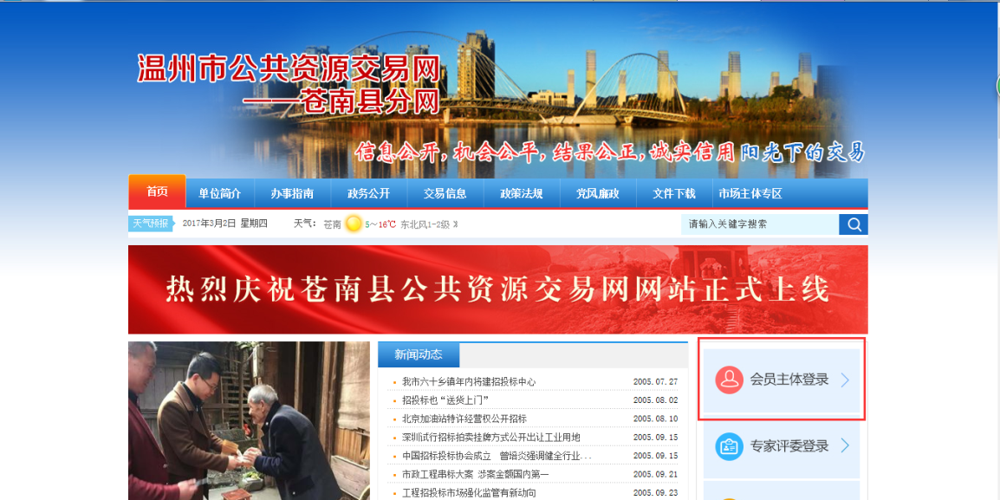 温州市公共资源交易网
——苍南县分网
信息公开,机会公平,结果公正,诚实信用 阳光下的交易
首页 单位简介 办事指南 政务公开 交易信息 政策法规 党风廉政 文件下载 市场主体专区
天气预报 2017年3月2日 星期四 天气: 苍南 5～16℃ 东北风1-2级 请输入关键字搜索
热烈庆祝苍南县公共资源交易网网站正式上线
新闻动态
我市六十乡镇年内将建招投标中心 2005.07.27
招投标也“送货上门” 2005.08.02
北京加油站特许经营权公开招标 2005.08.10
深圳试行招标拍卖挂牌方式公开出让工业用地 2005.09.15
中国招标投标协会成立 曾培炎强调健全行业... 2005.09.15
市政工程串标大案 涉案金额国内第一 2005.09.21
工程招投标市场强化监管有新动向 2005.09.23
会员主体登录
专家评委登录